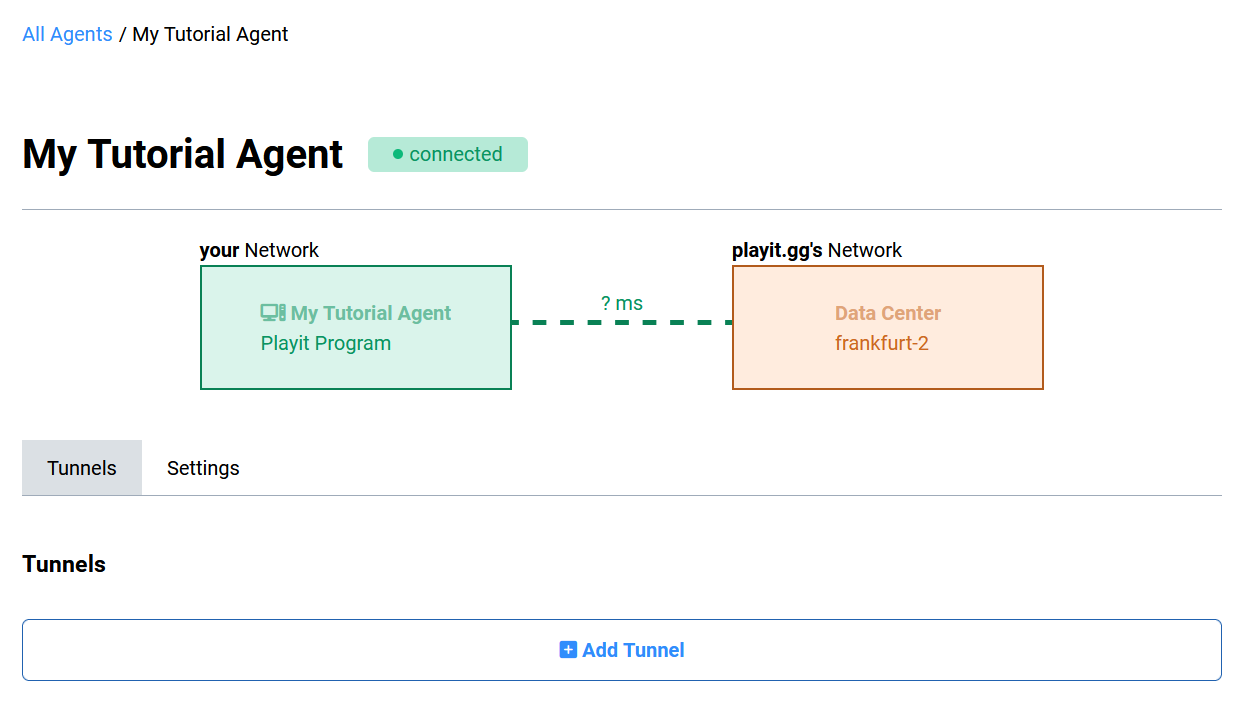 All Agents / My Tutorial Agent
My Tutorial Agent
connected
your Network
playit.gg's Network
My Tutorial Agent
Playit Program
? ms
Data Center
frankfurt-2
Tunnels
Settings
Tunnels
Add Tunnel